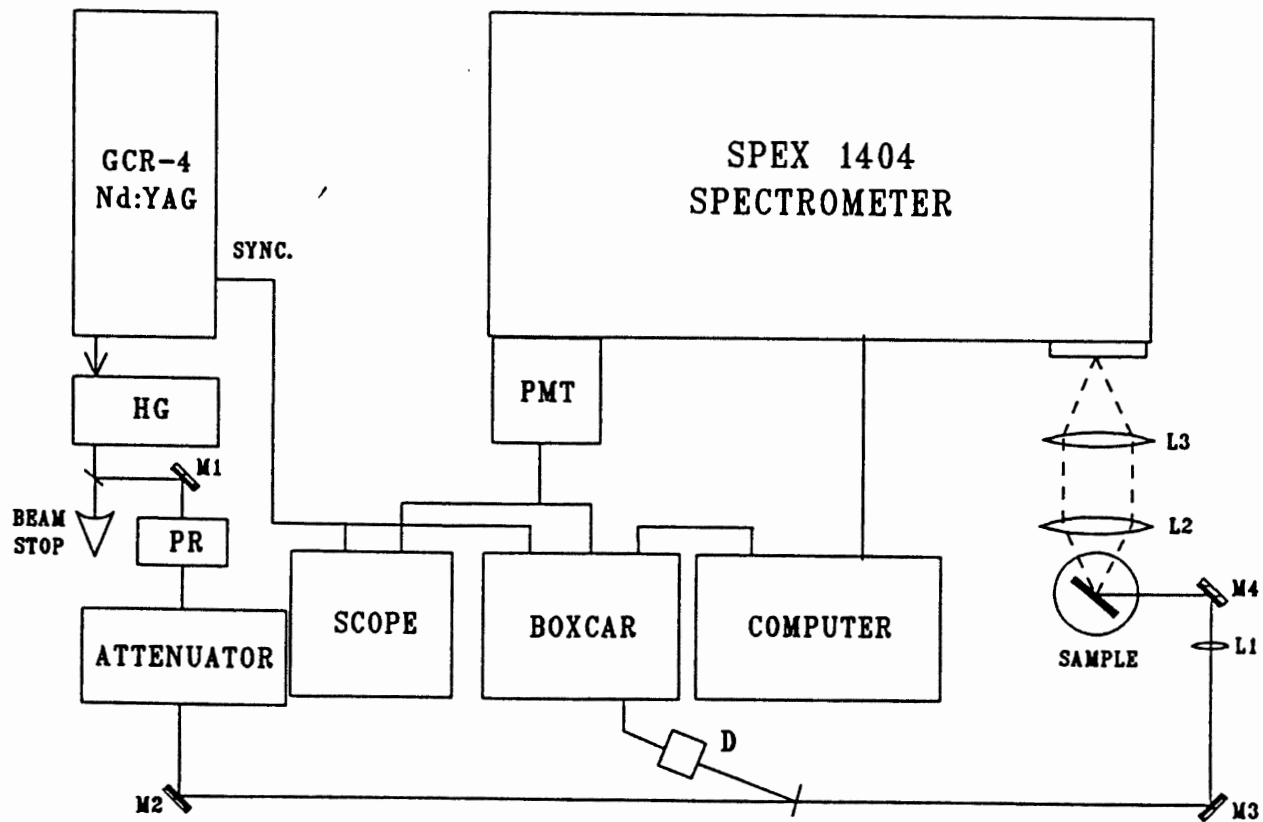 GCR-4
Nd:YAG
SYNC.
SPEX 1404
SPECTROMETER
HG
PMT
M1
L3
BEAM
STOP
PR
L2
ATTENUATOR
SCOPE
BOXCAR
COMPUTER
SAMPLE
M4
L1
D
M2
M3